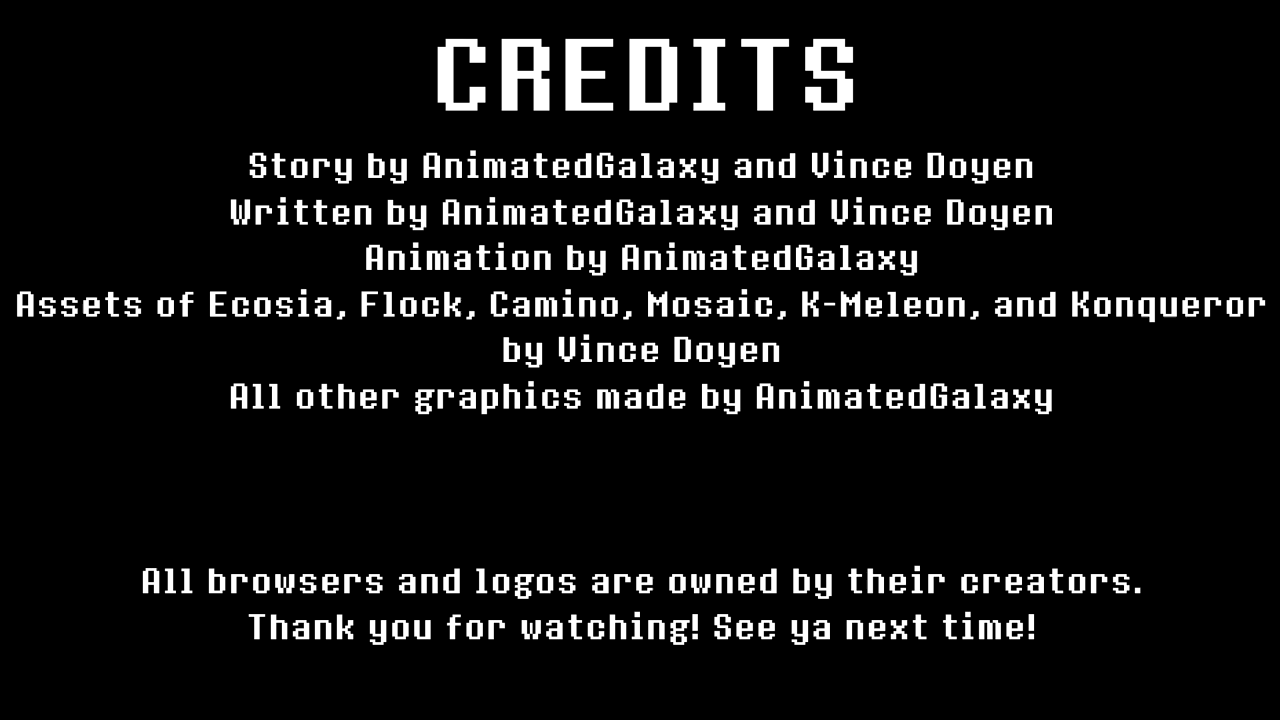 CREDITS
Story by AnimatedGalaxy and Vince Doyen
Written by AnimatedGalaxy and Vince Doyen
Animation by AnimatedGalaxy
Assets of Ecosia, Flock, Camino, Mosaic, K-Meleon, and Konqueror
by Vince Doyen
All other graphics made by AnimatedGalaxy
All browsers and logos are owned by their creators.
Thank you for watching! See ya next time!